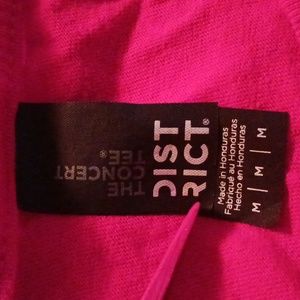 DIST
RICT®
THE
CONCERT
TEE®
M | M | M
Made in Honduras
Fabriqué au Honduras
Hecho en Honduras